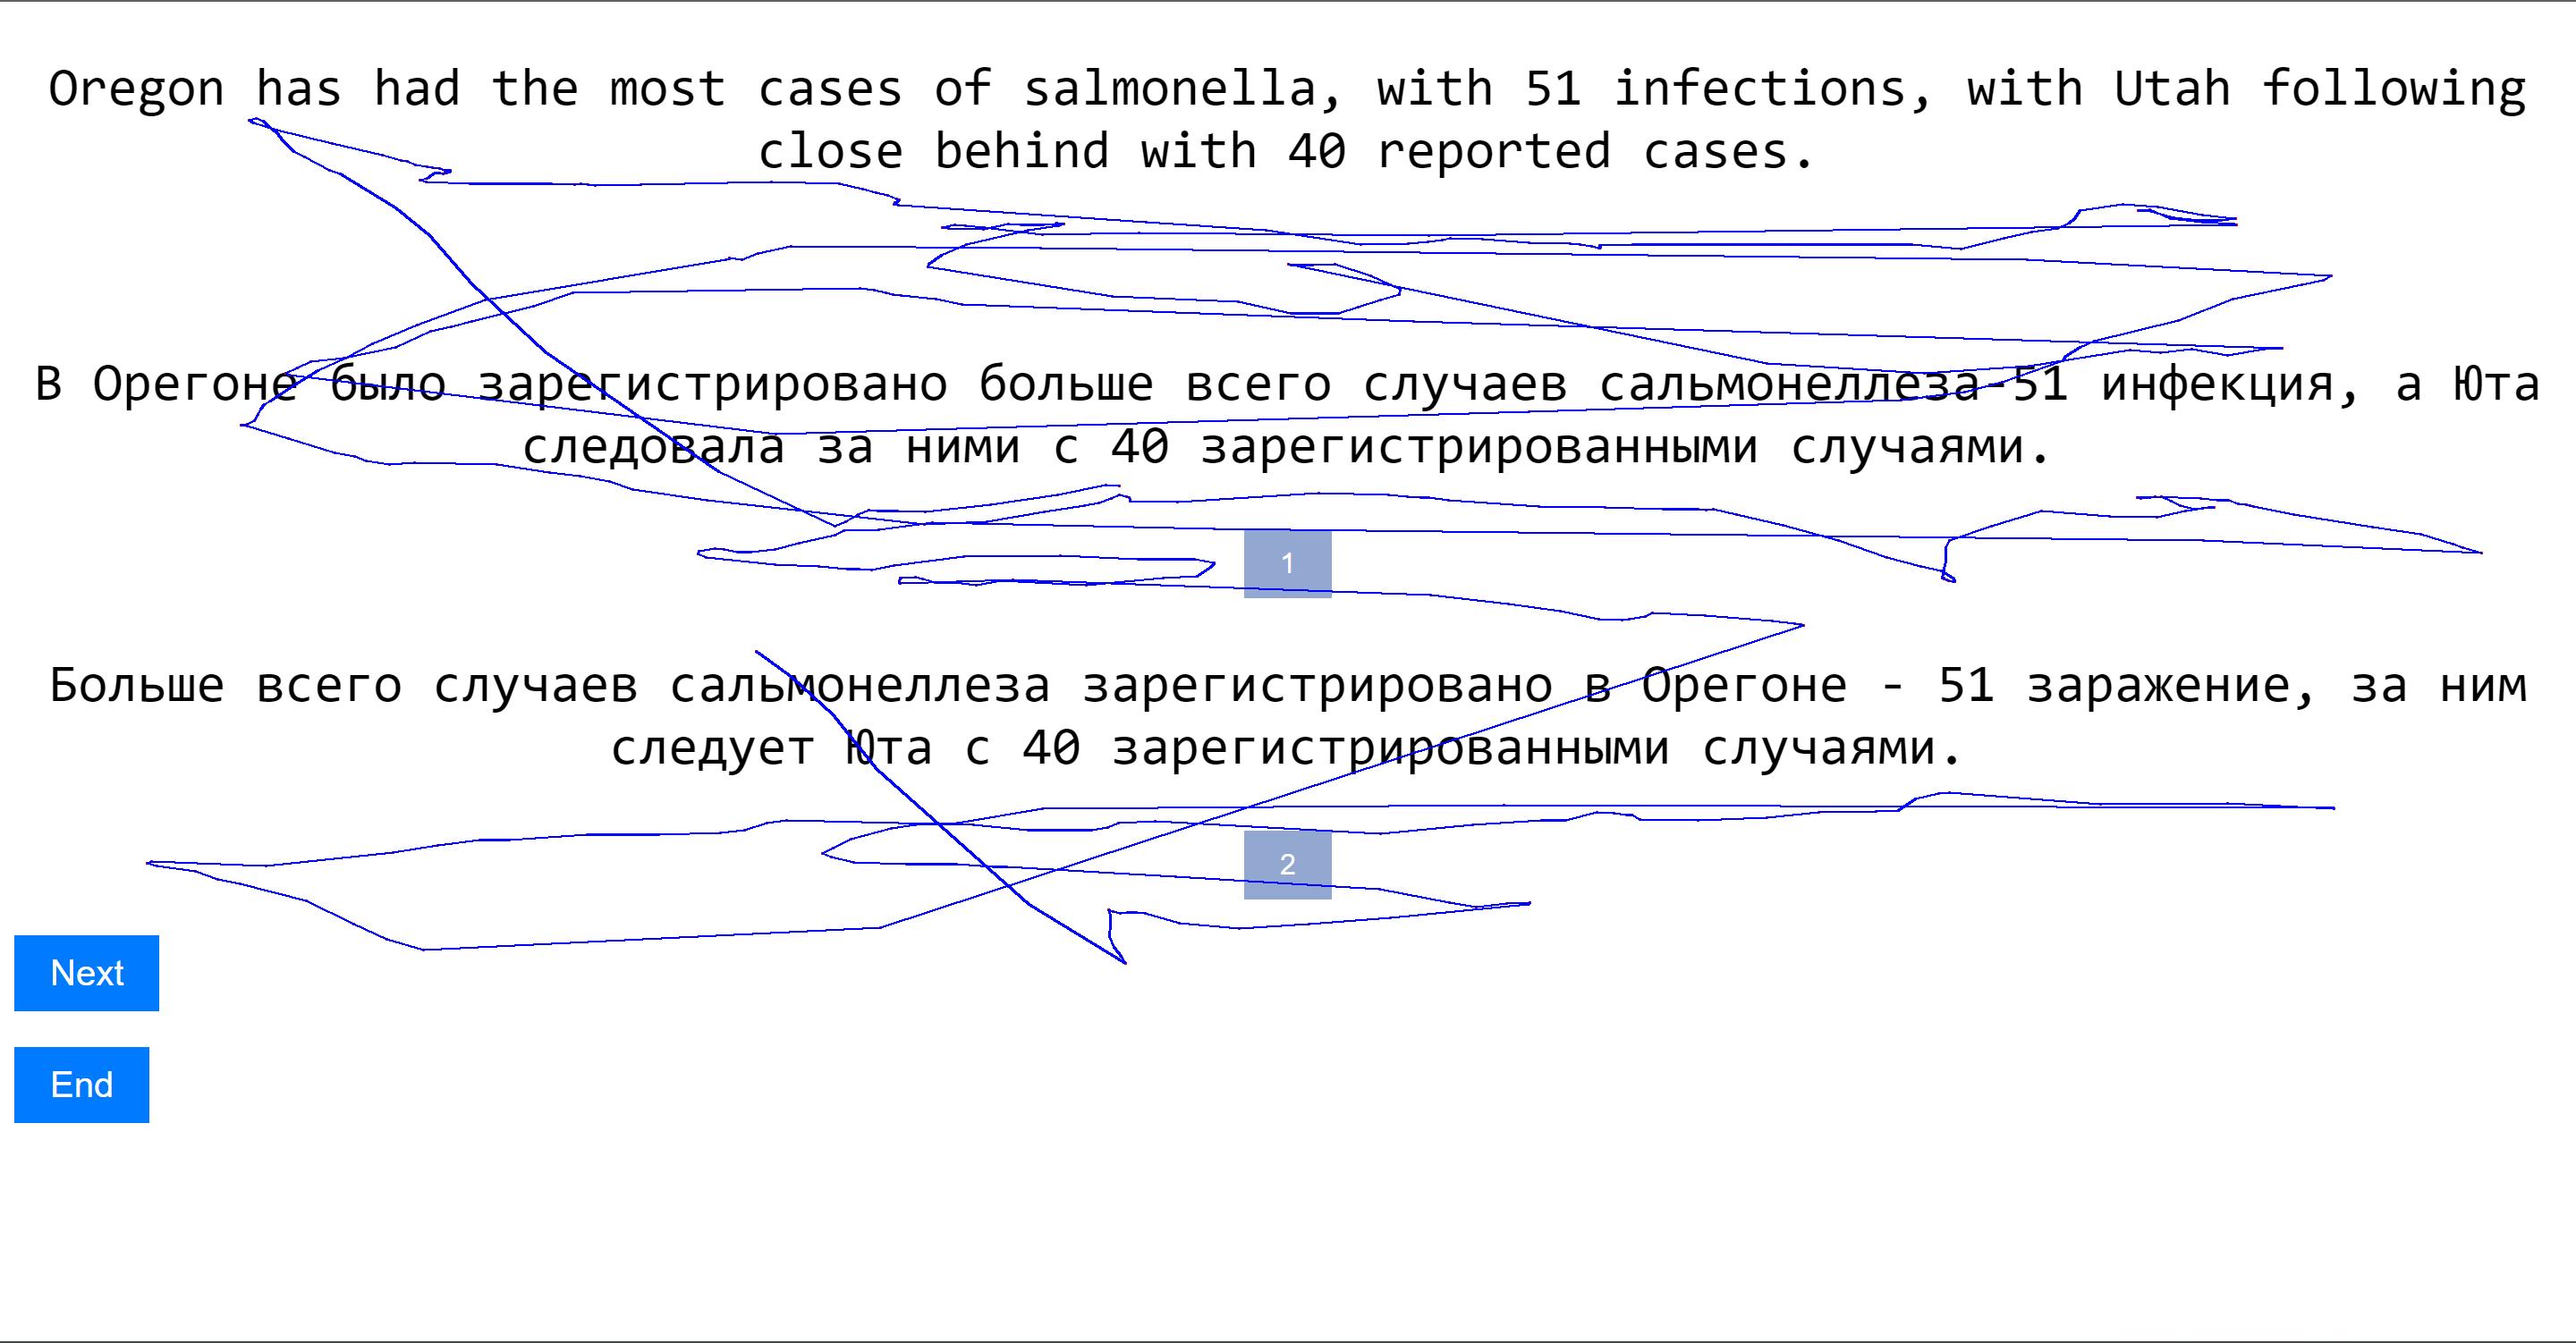 Oregon has had the most cases of salmonella, with 51 infections, with Utah following
close behind with 40 reported cases.
В Орегоне было зарегистрировано больше всего случаев сальмонеллеза-51 инфекция, а Юта
следовала за ними с 40 зарегистрированными случаями.
1
Больше всего случаев сальмонеллеза зарегистрировано в Орегоне - 51 заражение, за ним
следует Юта с 40 зарегистрированными случаями.
2
Next
End